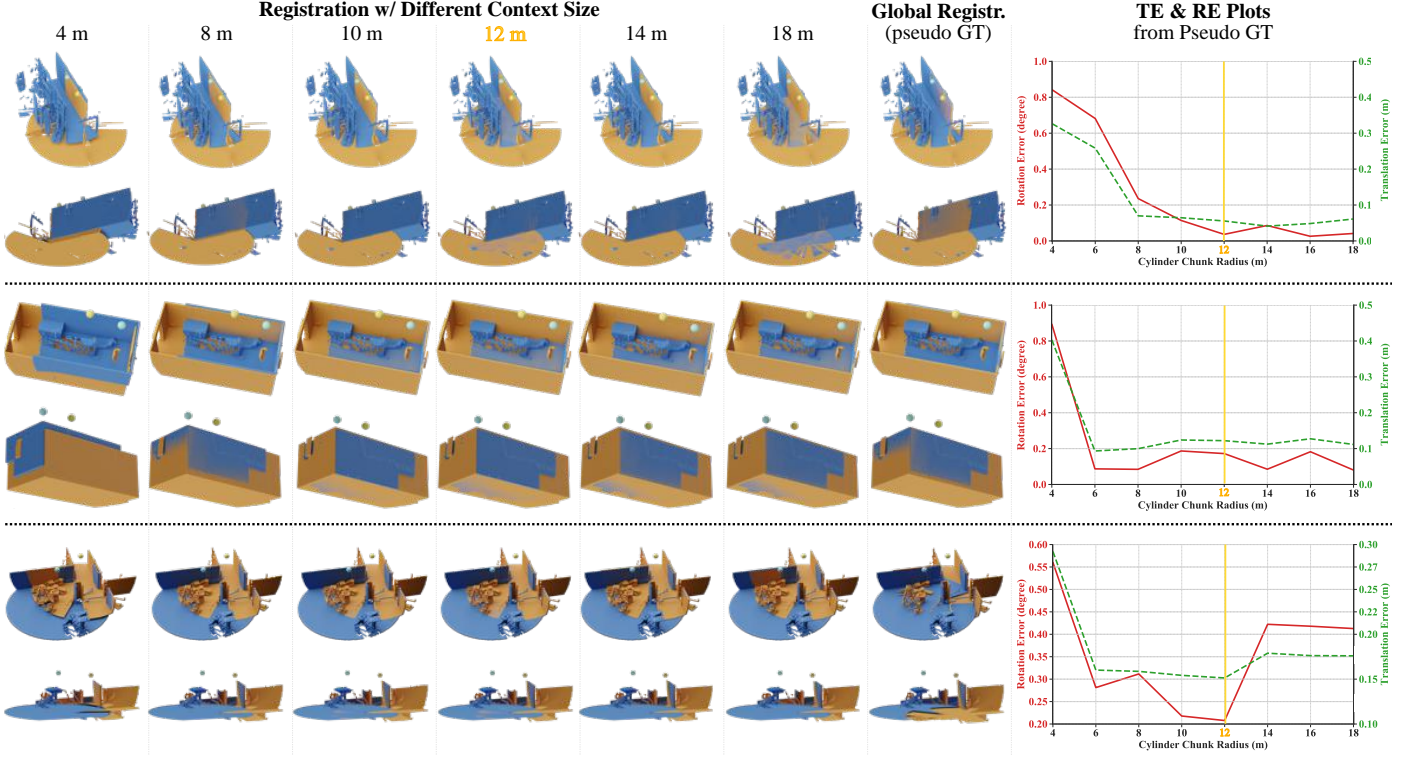 Registration w/ Different Context Size
Global Registr.
TE & RE Plots
4 m
8 m
10 m
12 m
14 m
18 m
(pseudo GT)
from Pseudo GT
Rotation Error (degree)
1.0
0.8
0.6
0.4
0.2
0.0
0.5
0.4
0.3
0.2
0.1
0.0
Translation Error (m)
4 6 8 10 12 14 16 18
Cylinder Chunk Radius (m)
Rotation Error (degree)
1.0
0.8
0.6
0.4
0.2
0.0
0.5
0.4
0.3
0.2
0.1
0.0
Translation Error (m)
4 6 8 10 12 14 16 18
Cylinder Chunk Radius (m)
Rotation Error (degree)
0.60
0.55
0.50
0.45
0.40
0.35
0.30
0.25
0.20
0.30
0.28
0.25
0.22
0.20
0.18
0.15
0.12
0.10
Translation Error (m)
4 6 8 10 12 14 16 18
Cylinder Chunk Radius (m)